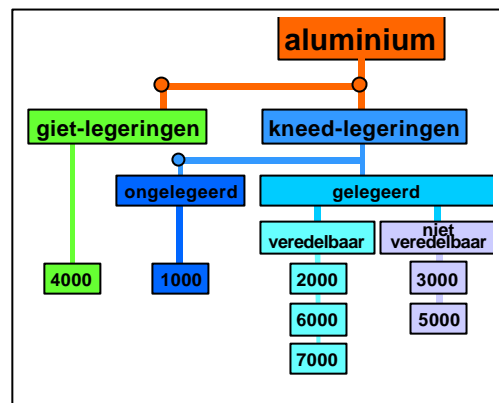 aluminium
giet-legeringen
kneed-legeringen
ongelegeerd
gelegeerd
veredelbaar
niet
veredelbaar
4000
1000
2000
3000
6000
5000
7000